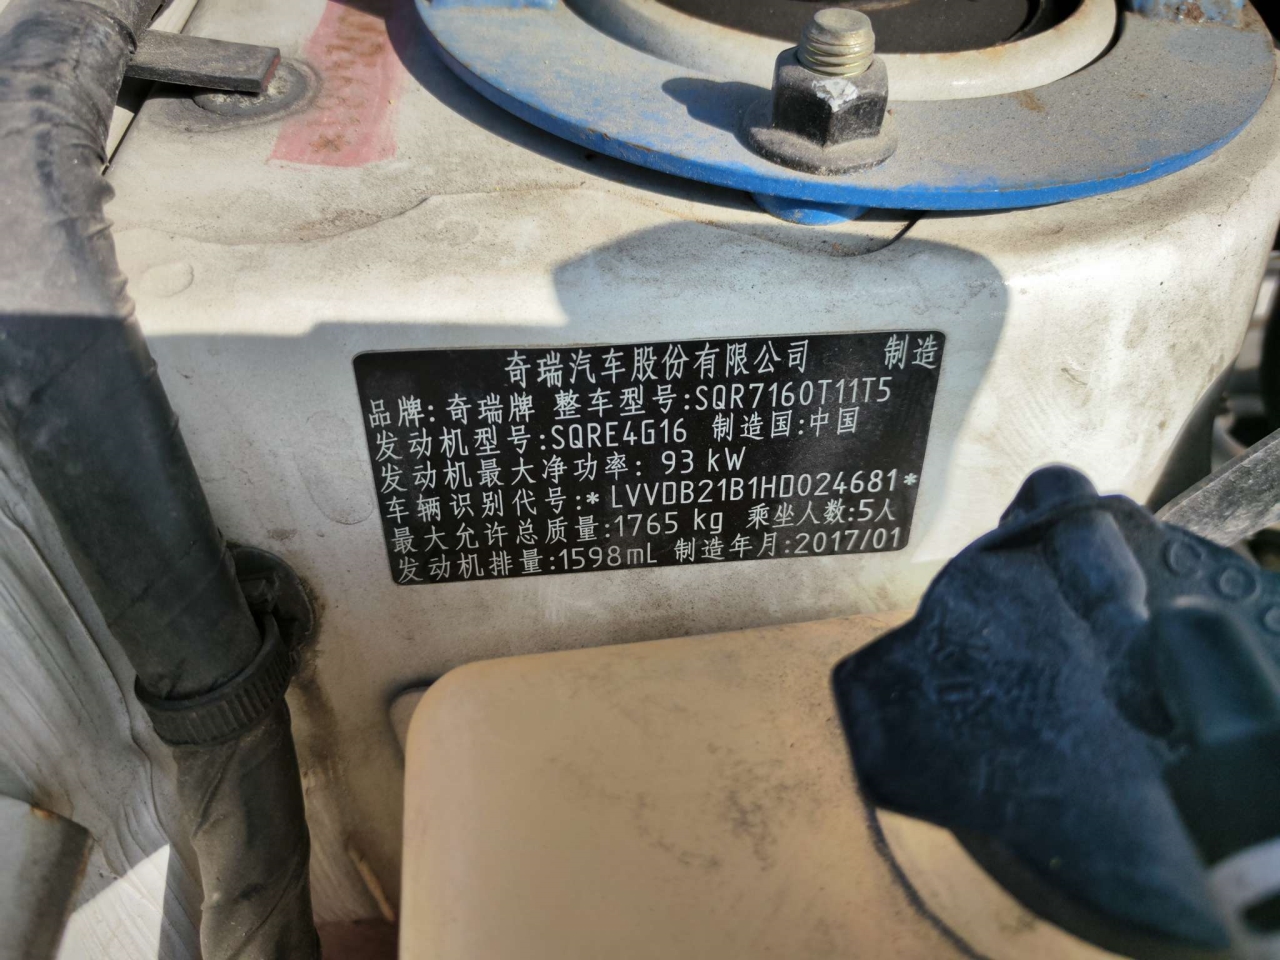 奇瑞汽车股份有限公司 制造
品牌:奇瑞牌 整车型号:SQR7160T11T5
发动机型号:SQRE4G16 制造国:中国
发动机最大净功率: 93 kW
车辆识别代号:*LVVDB21B1HD024681*
最大允许总质量:1765 kg 乘坐人数:5人
发动机排量:1598mL 制造年月:2017/01